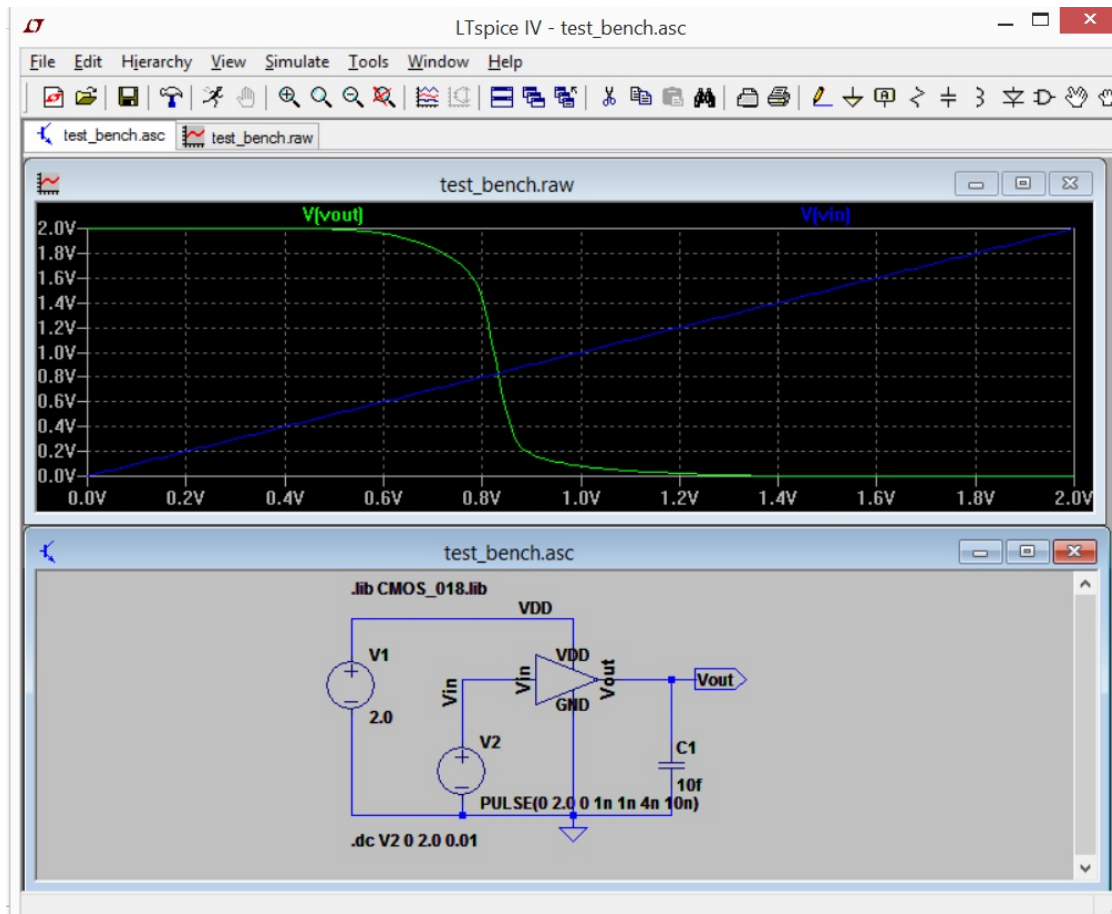 LTspice IV - test_bench.asc
File Edit Hierarchy View Simulate Tools Window Help
test_bench.asc test_bench.raw
test_bench.raw
V(vout) V(vin)
2.0V
1.8V
1.6V
1.4V
1.2V
1.0V
0.8V
0.6V
0.4V
0.2V
0.0V
0.0V 0.2V 0.4V 0.6V 0.8V 1.0V 1.2V 1.4V 1.6V 1.8V 2.0V
test_bench.asc
.lib CMOS_018.lib
VDD
V1
VDD
Vin
Vin
Vout
Vout
GND
2.0
V2
C1
10f
PULSE(0 2.0 0 1n 1n 4n 10n)
.dc V2 0 2.0 0.01